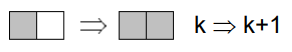 ⇒ k ⇒ k+1